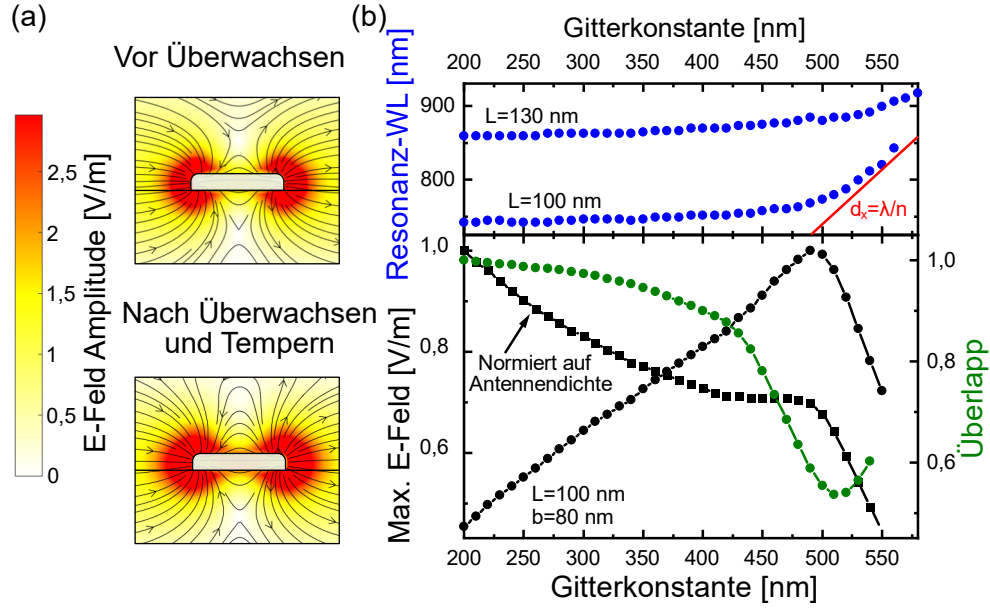 (a)
Vor Überwachsen
E-Feld Amplitude [V/m]
2,5
2
1,5
1
0,5
0
Nach Überwachsen
und Tempern
(b)
Gitterkonstante [nm]
200 250 300 350 400 450 500 550
Resonanz-WL [nm]
900
800
L=130 nm
L=100 nm
dₓ=λ/n
Max. E-Feld [V/m]
1,0
0,8
0,6
Normiert auf
Antennendichte
L=100 nm
b=80 nm
Überlapp
1,0
0,8
0,6
200 250 300 350 400 450 500 550
Gitterkonstante [nm]